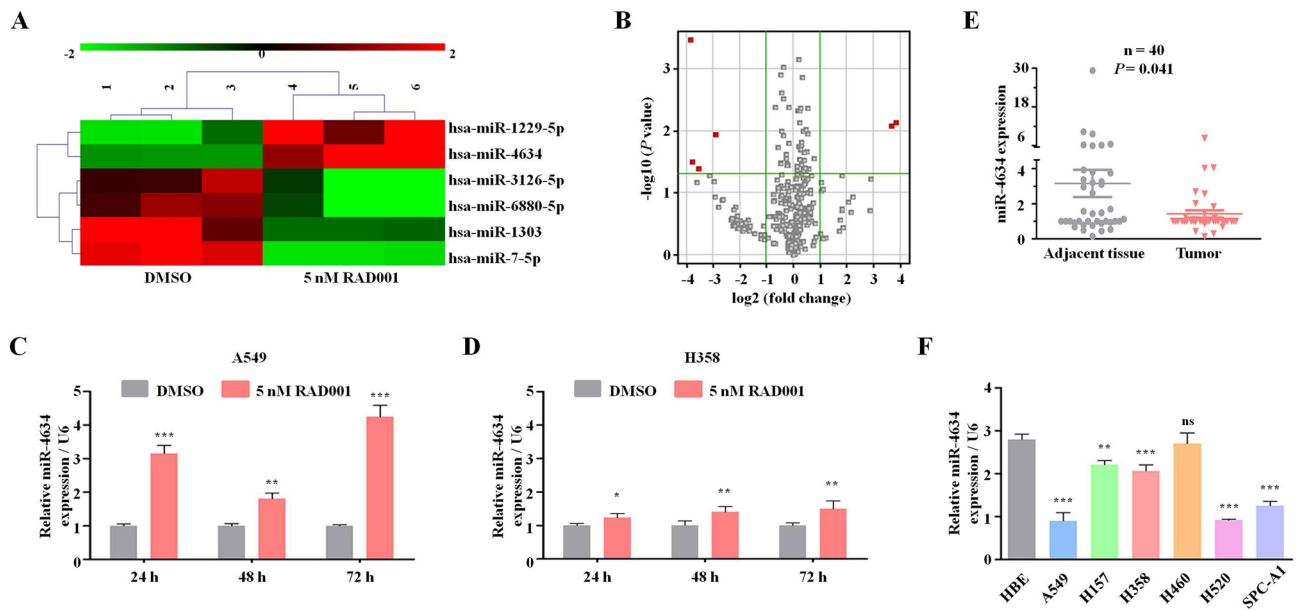 A
-2
0
2
1
2
3
4
5
6
hsa-miR-1229-5p
hsa-miR-4634
hsa-miR-3126-5p
hsa-miR-6880-5p
hsa-miR-1303
hsa-miR-7-5p
DMSO
5 nM RAD001
B
-log10 (P value)
3
2
1
0
-4
-3
-2
-1
0
1
2
3
4
log2 (fold change)
E
n = 40
P = 0.041
miR-4634 expression
30
18
6
4
2
0
Adjacent tissue
Tumor
C
A549
DMSO
5 nM RAD001
Relative miR-4634
expression / U6
5
4
3
2
1
0
***
**
***
24 h
48 h
72 h
D
H358
DMSO
5 nM RAD001
Relative miR-4634
expression / U6
5
4
3
2
1
0
*
**
**
24 h
48 h
72 h
F
Relative miR-4634
expression / U6
4
3
2
1
0
***
**
***
ns
***
***
HBE
A549
H157
H358
H460
H520
SPC-A1